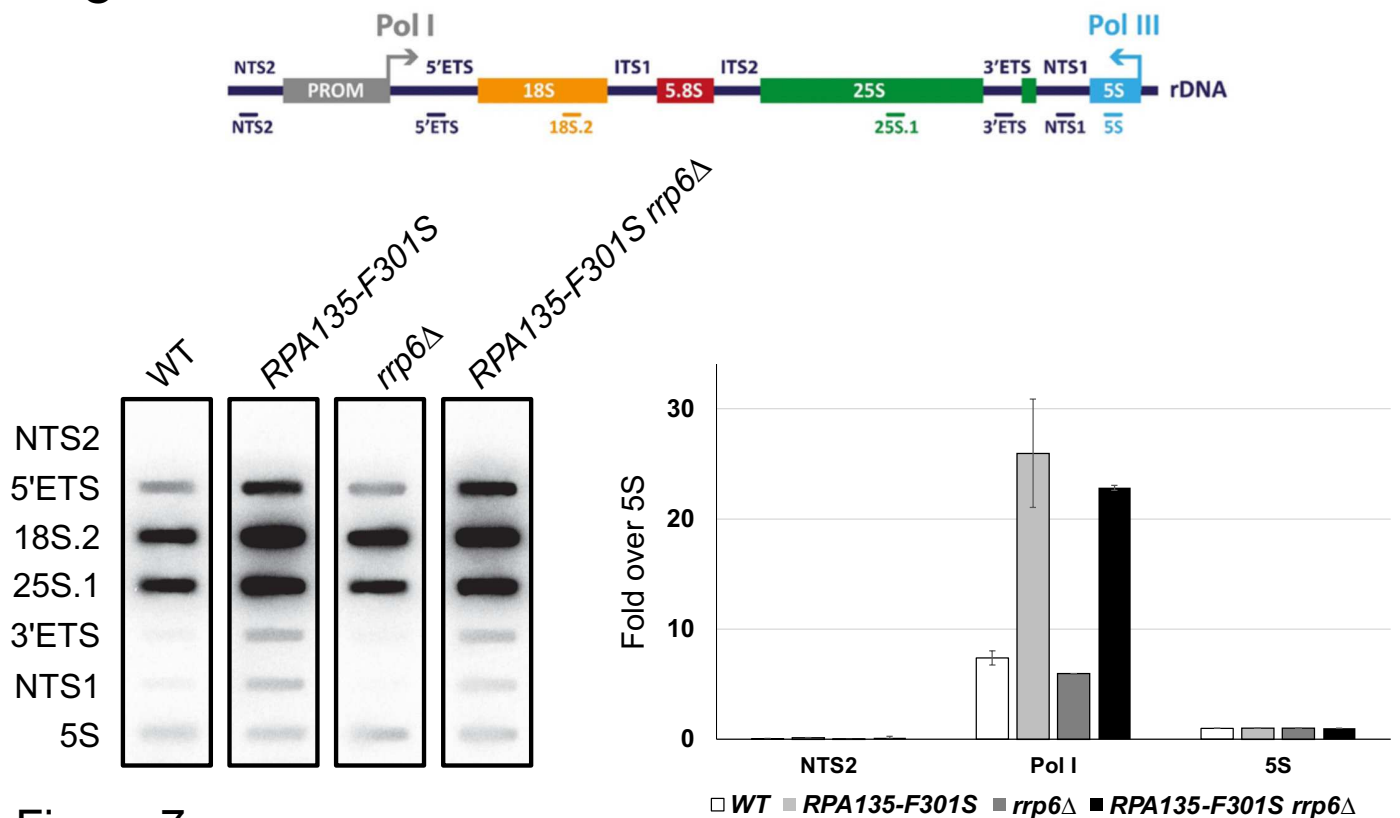 Pol I Pol III
NTS2 5'ETS ITS1 ITS2 3'ETS NTS1
PROM 18S 5.8S 25S 5S rDNA
NTS2 5'ETS 18S.2 25S.1 3'ETS NTS1 5S
WT RPA135-F301S rrp6Δ RPA135-F301S rrp6Δ
NTS2
5'ETS
18S.2
25S.1
3'ETS
NTS1
5S
Fold over 5S
30
20
10
0
NTS2 Pol I 5S
WT RPA135-F301S rrp6Δ RPA135-F301S rrp6Δ